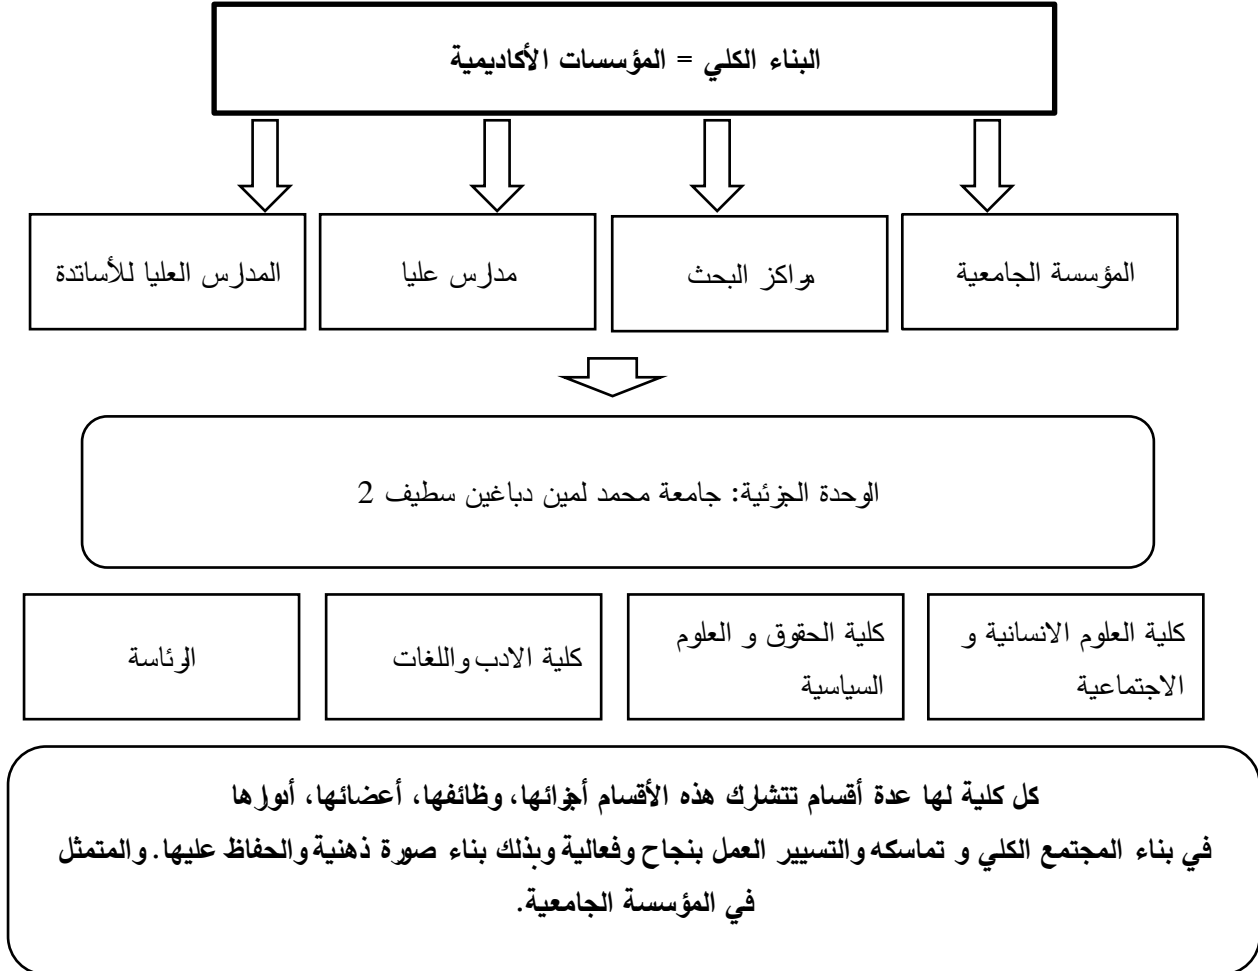 البناء الكلي = المؤسسات الأكاديمية
المؤسسة الجامعية
مراكز البحث
مدارس عليا
المدارس العليا للأساتدة
الوحدة الجزئية: جامعة محمد لمين دباغين سطيف 2
كلية العلوم الانسانية و
الاجتماعية
كلية الحقوق و العلوم
السياسية
كلية الادب واللغات
الرئاسة
كل كلية لها عدة أقسام تتشارك هذه الأقسام أجزائها، وظائفها، أعضائها، أدوارها
في بناء المجتمع الكلي و تماسكه والتسيير العمل بنجاح وفعالية وبذلك بناء صورة ذهنية والحفاظ عليها. والمتمثل
في المؤسسة الجامعية.